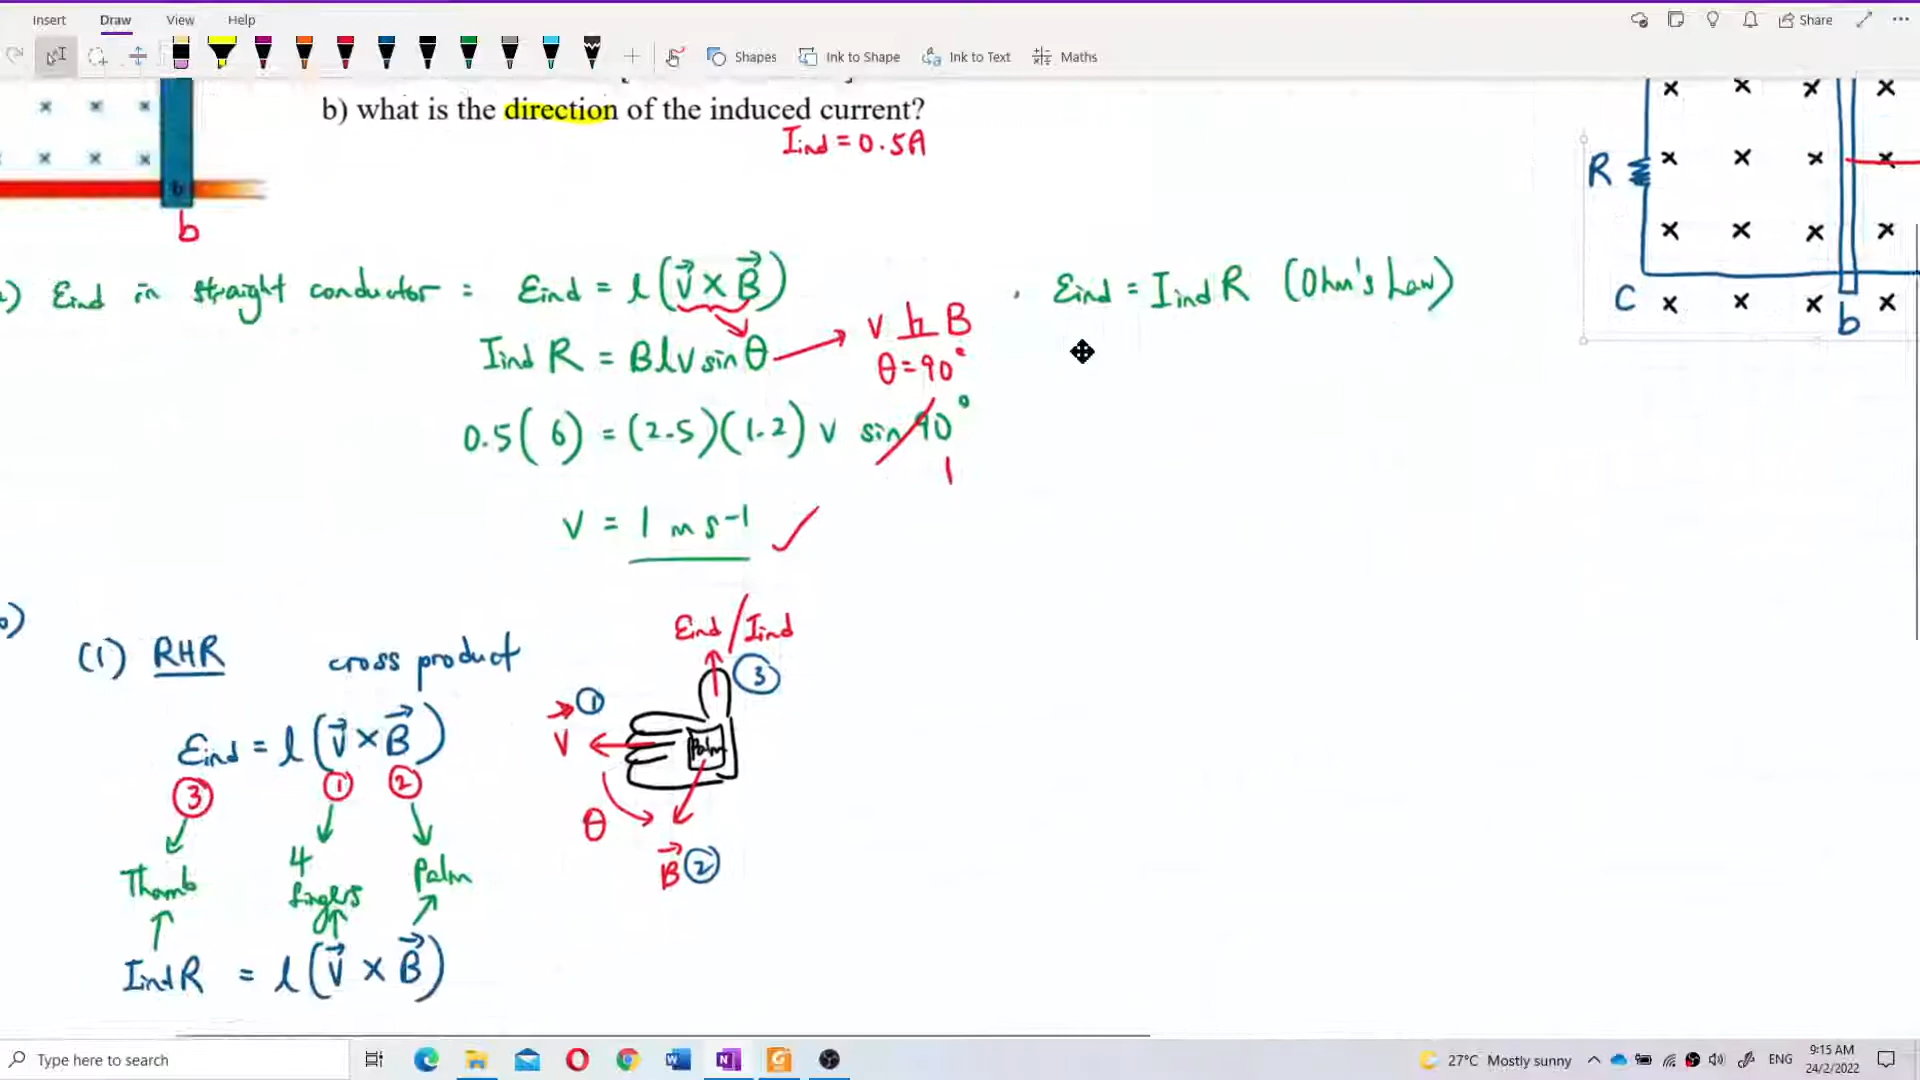 Insert Draw View Help
Share
Shapes Ink to Shape Ink to Text Maths
b) what is the direction of the induced current?
Iind = 0.5A
b
b
R
C
b
) Eind in straight conductor : Eind = l (v × B)
. Eind = Iind R (Ohm's Law)
Iind R = Blv sin θ
v ⊥ B
θ = 90°
0.5 ( 6 ) = (2.5)(1.2) v sin 90°
1
v = 1 m s-1
)
(1) RHR cross product
Eind / Iind
③
①
v
Palm
Eind = l (v × B)
③ ① ②
θ
B ②
Thumb
4 fingers
Palm
Iind R = l (v × B)
Type here to search
27°C Mostly sunny
ENG
9:15 AM
24/2/2022